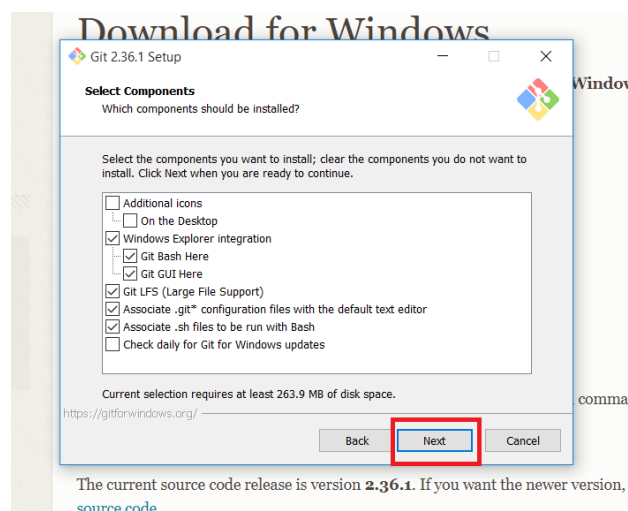 Download for Windows
Git 2.36.1 Setup
Select Components
Which components should be installed?
Select the components you want to install; clear the components you do not want to
install. Click Next when you are ready to continue.
Additional icons
On the Desktop
Windows Explorer integration
Git Bash Here
Git GUI Here
Git LFS (Large File Support)
Associate .git* configuration files with the default text editor
Associate .sh files to be run with Bash
Check daily for Git for Windows updates
Current selection requires at least 263.9 MB of disk space.
https://gitforwindows.org/
comma
Back Next Cancel
The current source code release is version 2.36.1. If you want the newer version,
source code